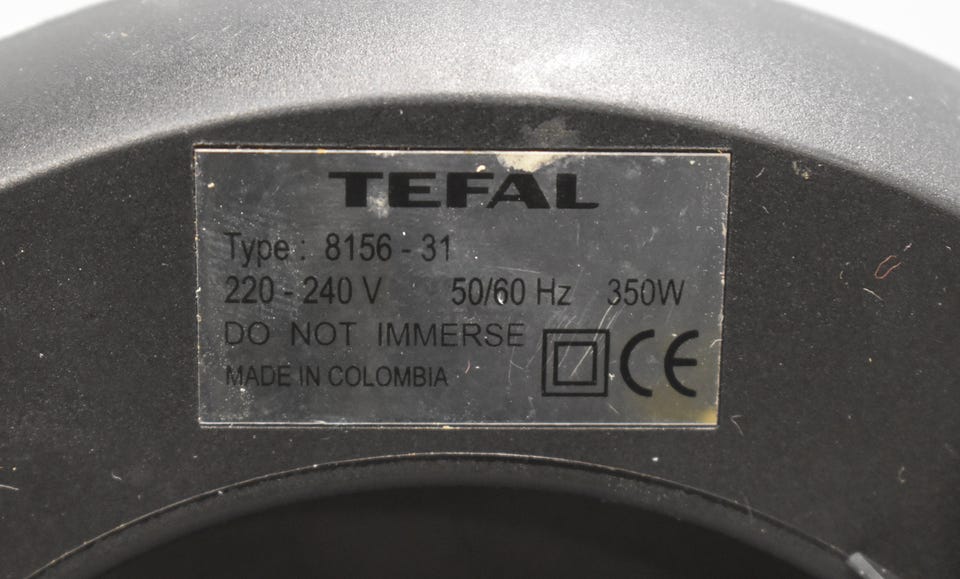 TEFAL
Type : 8156 - 31
220 - 240 V 50/60 Hz 350W
DO NOT IMMERSE
MADE IN COLOMBIA
CE